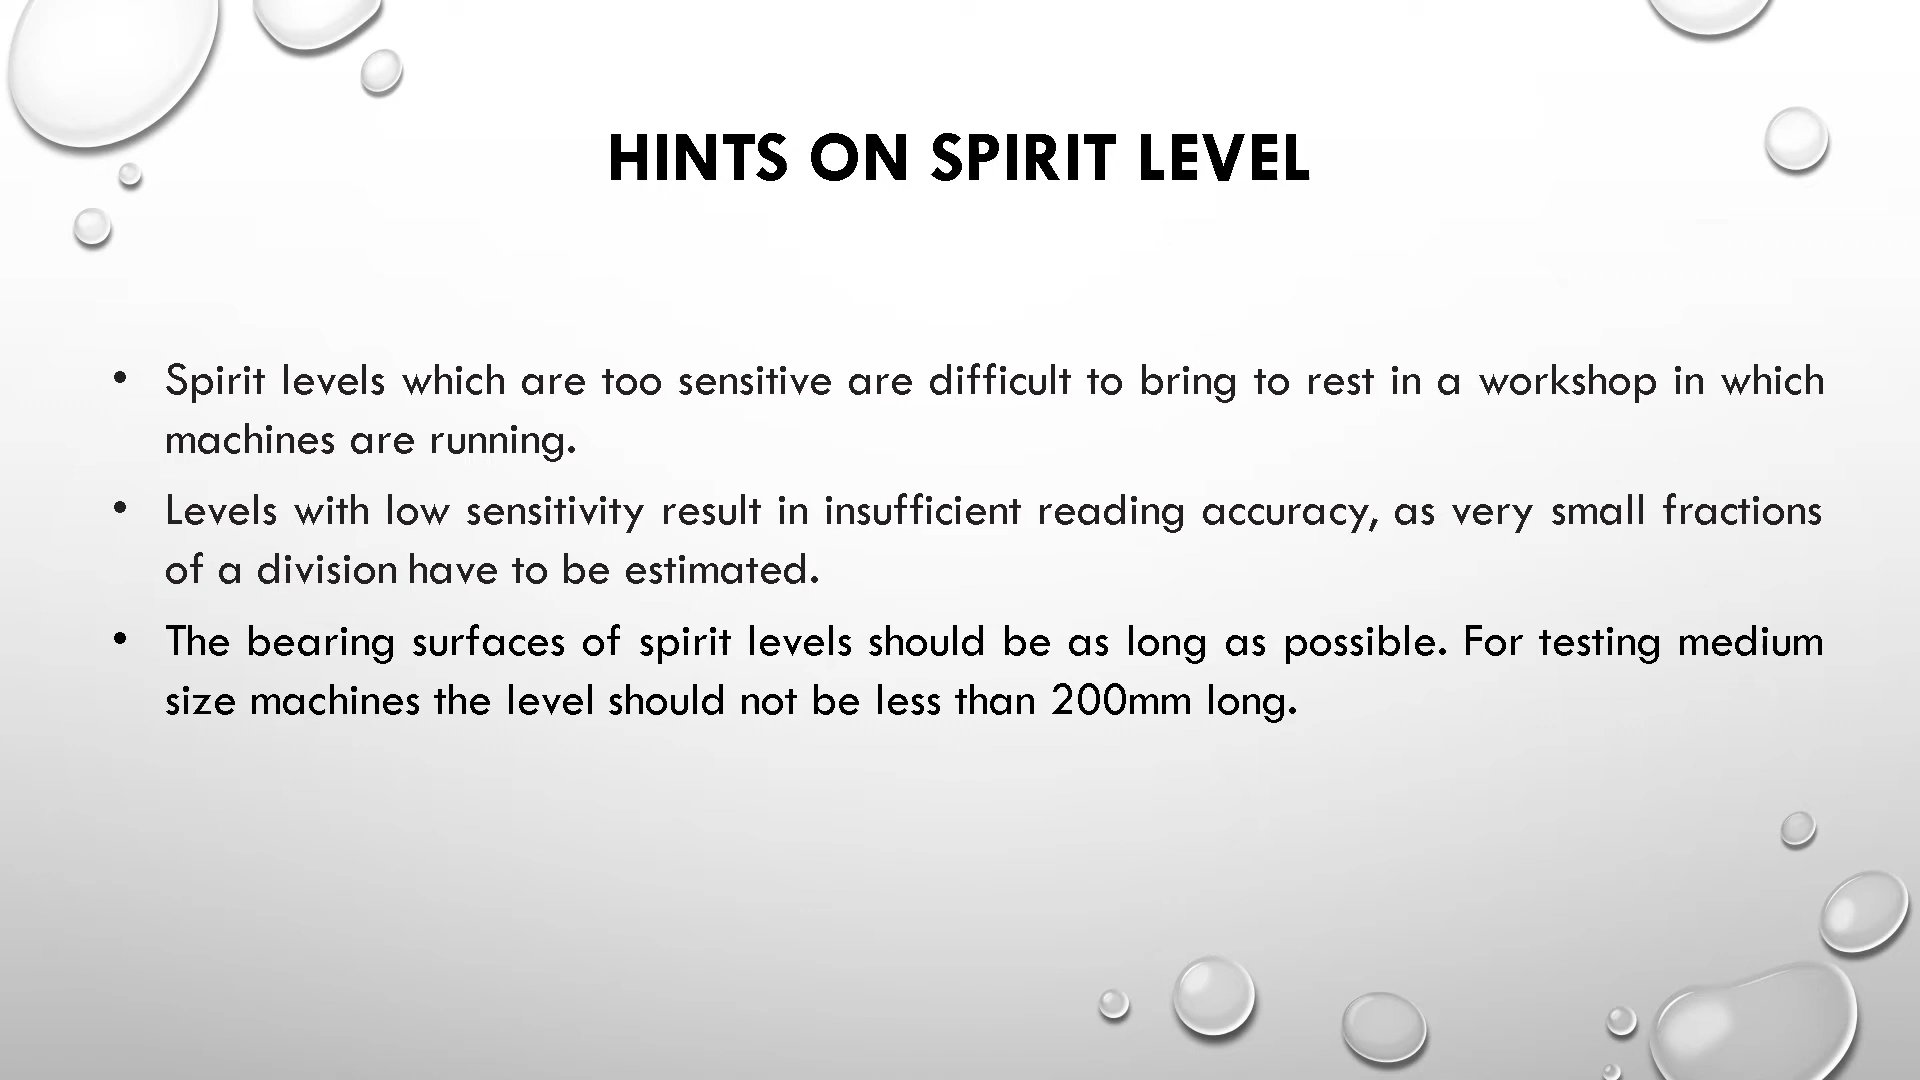 HINTS ON SPIRIT LEVEL
• Spirit levels which are too sensitive are difficult to bring to rest in a workshop in which
machines are running.
• Levels with low sensitivity result in insufficient reading accuracy, as very small fractions
of a division have to be estimated.
• The bearing surfaces of spirit levels should be as long as possible. For testing medium
size machines the level should not be less than 200mm long.